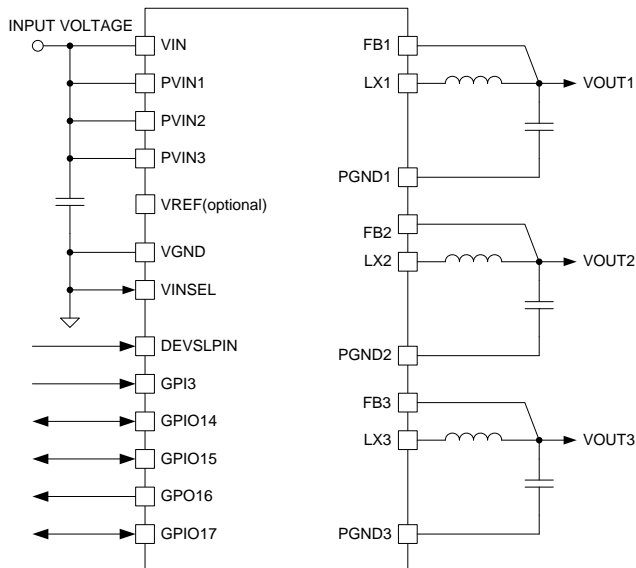 INPUT VOLTAGE
VIN
PVIN1
PVIN2
PVIN3
VREF(optional)
VGND
VINSEL
DEVSLPIN
GPI3
GPIO14
GPIO15
GPO16
GPIO17
FB1
LX1
VOUT1
PGND1
FB2
LX2
VOUT2
PGND2
FB3
LX3
VOUT3
PGND3